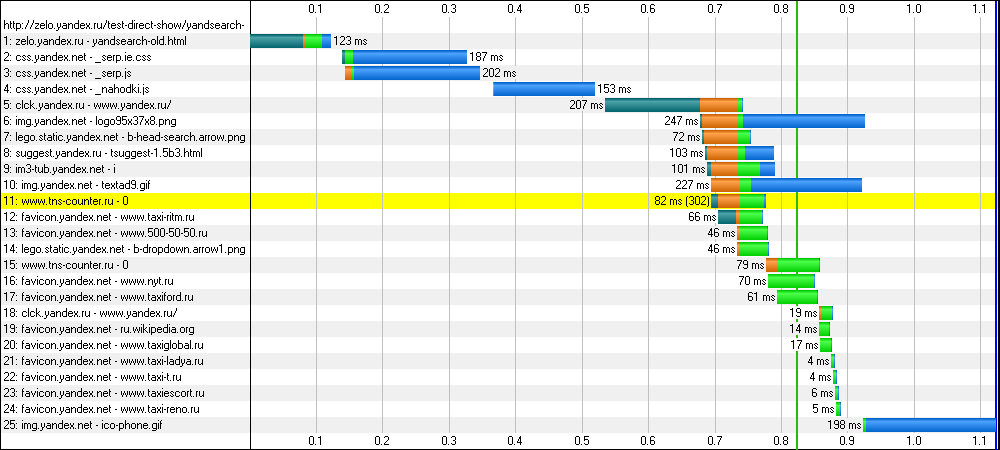 0.1 0.2 0.3 0.4 0.5 0.6 0.7 0.8 0.9 1.0 1.1
http://zelo.yandex.ru/test-direct-show/yandsearch-
1: zelo.yandex.ru - yandsearch-old.html 123 ms
2: css.yandex.net - _serp.ie.css 187 ms
3: css.yandex.net - _serp.js 202 ms
4: css.yandex.net - _nahodki.js 153 ms
5: clck.yandex.ru - www.yandex.ru/ 207 ms
6: img.yandex.net - logo95x37x8.png 247 ms
7: lego.static.yandex.net - b-head-search.arrow.png 72 ms
8: suggest.yandex.ru - tsuggest-1.5b3.html 103 ms
9: im3-tub.yandex.net - i 101 ms
10: img.yandex.net - textad9.gif 227 ms
11: www.tns-counter.ru - 0 82 ms (302)
12: favicon.yandex.net - www.taxi-ritm.ru 66 ms
13: favicon.yandex.net - www.500-50-50.ru 46 ms
14: lego.static.yandex.net - b-dropdown.arrow1.png 46 ms
15: www.tns-counter.ru - 0 79 ms
16: favicon.yandex.net - www.nyt.ru 70 ms
17: favicon.yandex.net - www.taxiford.ru 61 ms
18: clck.yandex.ru - www.yandex.ru/ 19 ms
19: favicon.yandex.net - ru.wikipedia.org 14 ms
20: favicon.yandex.net - www.taxiglobal.ru 17 ms
21: favicon.yandex.net - www.taxi-ladya.ru 4 ms
22: favicon.yandex.net - www.taxi-t.ru 4 ms
23: favicon.yandex.net - www.taxiescort.ru 6 ms
24: favicon.yandex.net - www.taxi-reno.ru 5 ms
25: img.yandex.net - ico-phone.gif 198 ms
0.1 0.2 0.3 0.4 0.5 0.6 0.7 0.8 0.9 1.0 1.1